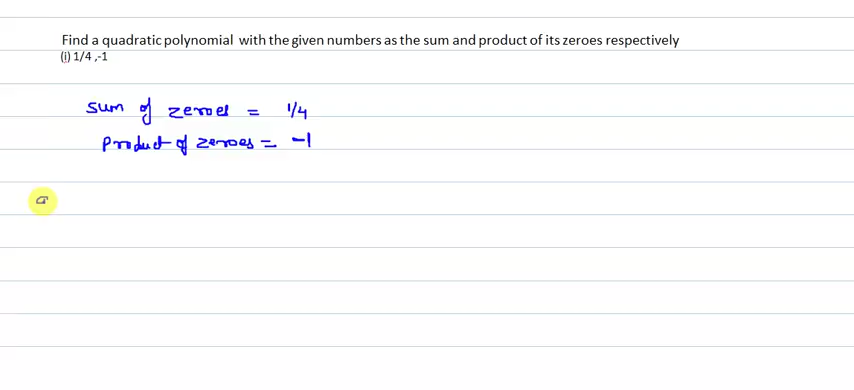 Find a quadratic polynomial with the given numbers as the sum and product of its zeroes respectively
(i) 1/4 ,-1
Sum of zeroes = 1/4
Product of zeroes = -1